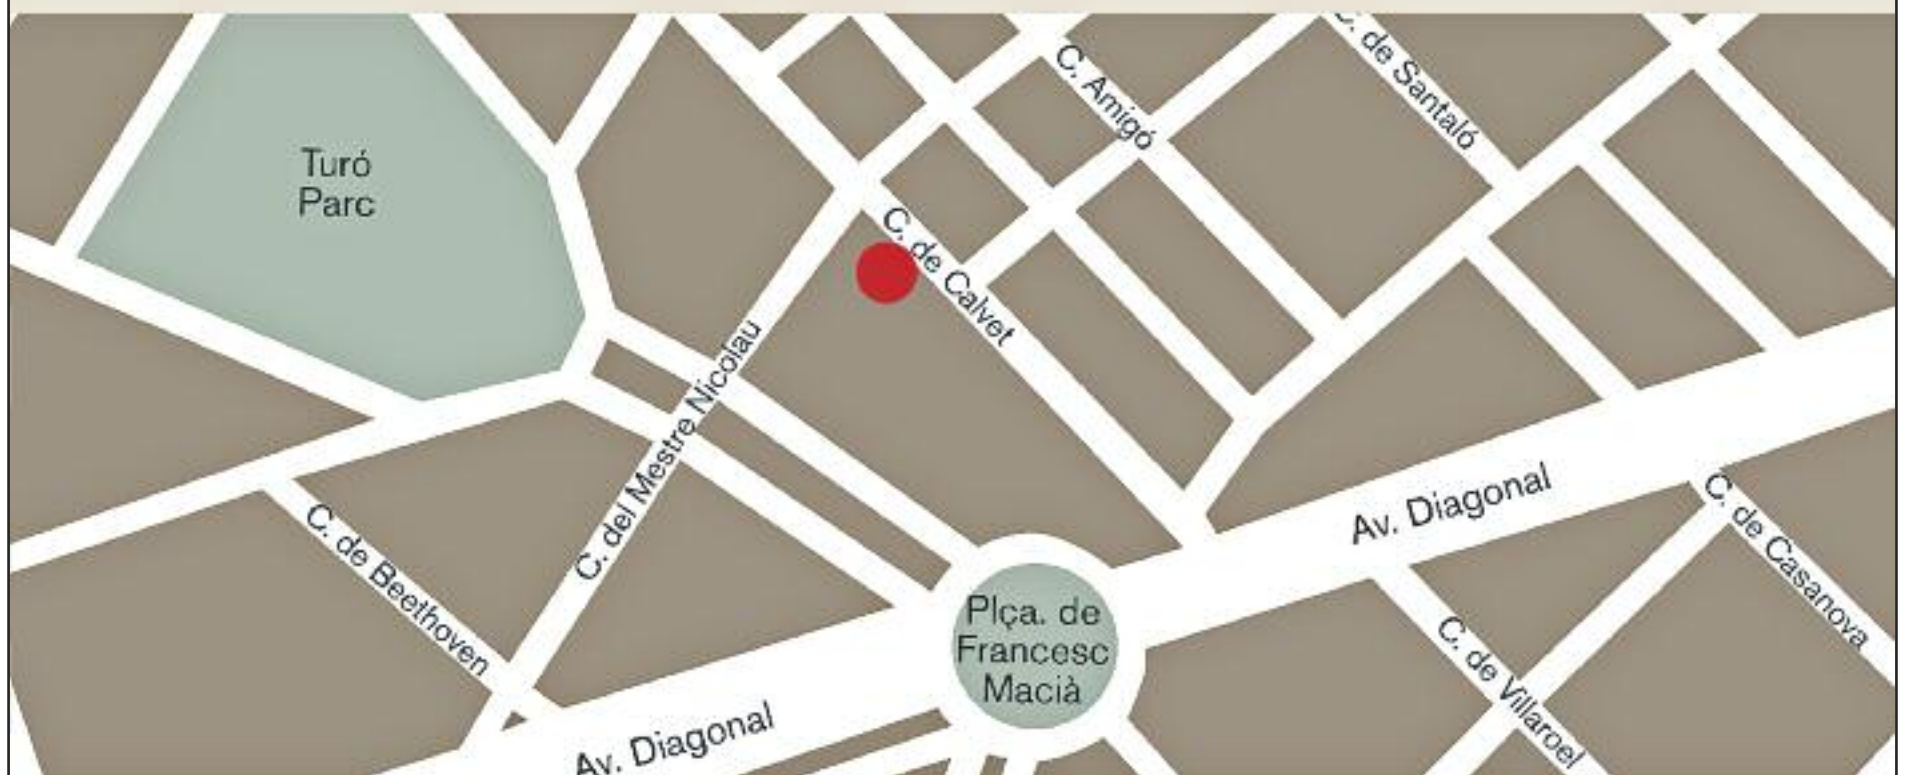 C. de Santaló
C. Amigó
Turó
Parc
C. de Calvet
C. del Mestre Nicolau
Av. Diagonal
C. de Casanova
C. de Beethoven
Plça. de
Francesc
Macià
C. de Villaroel
Av. Diagonal